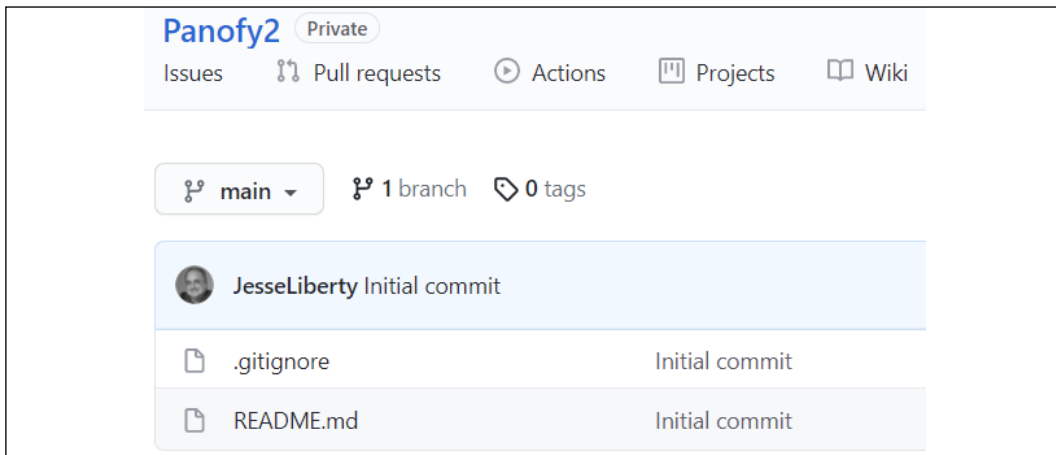 Panofy2 Private
Issues Pull requests Actions Projects Wiki
main 1 branch 0 tags
JesseLiberty Initial commit
.gitignore Initial commit
README.md Initial commit